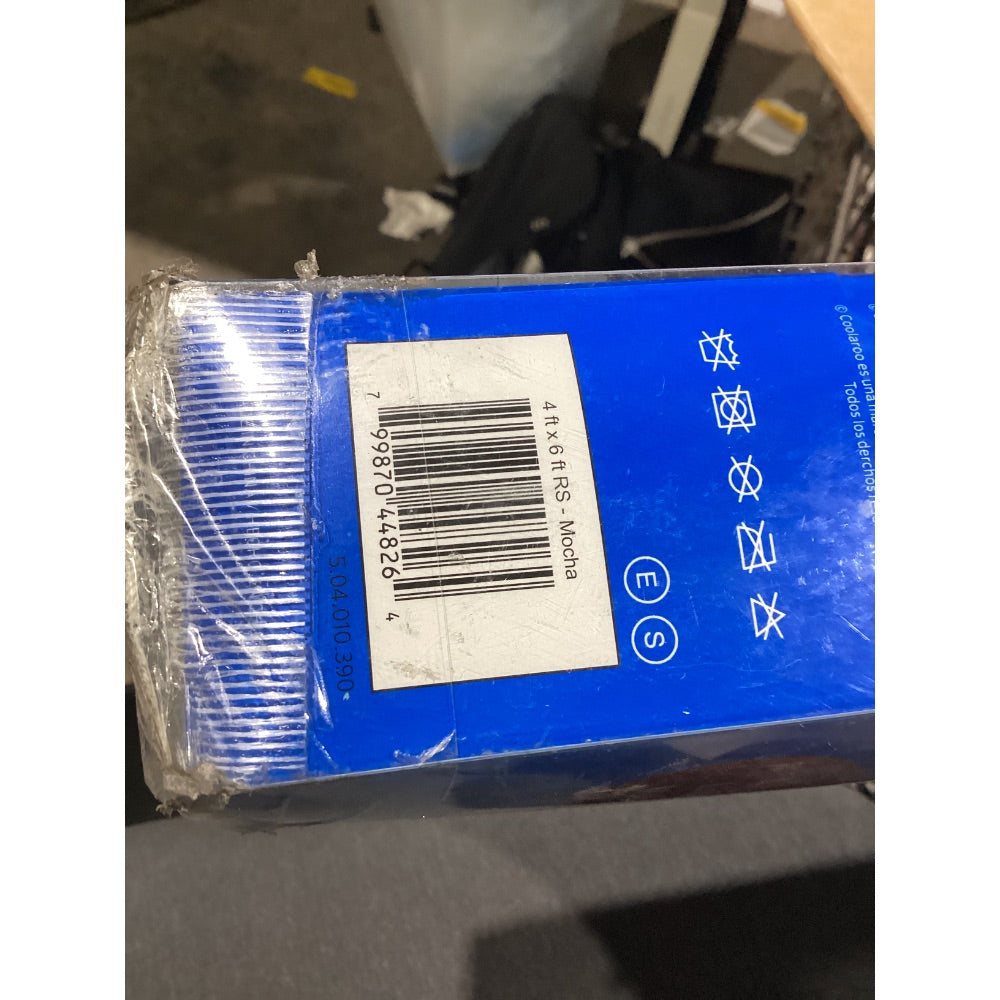 4 ft x 6 ft RS - Mocha
7 99870 44826 4
5.04.010.390
E S
© Coolaroo es una
Todos los derchos